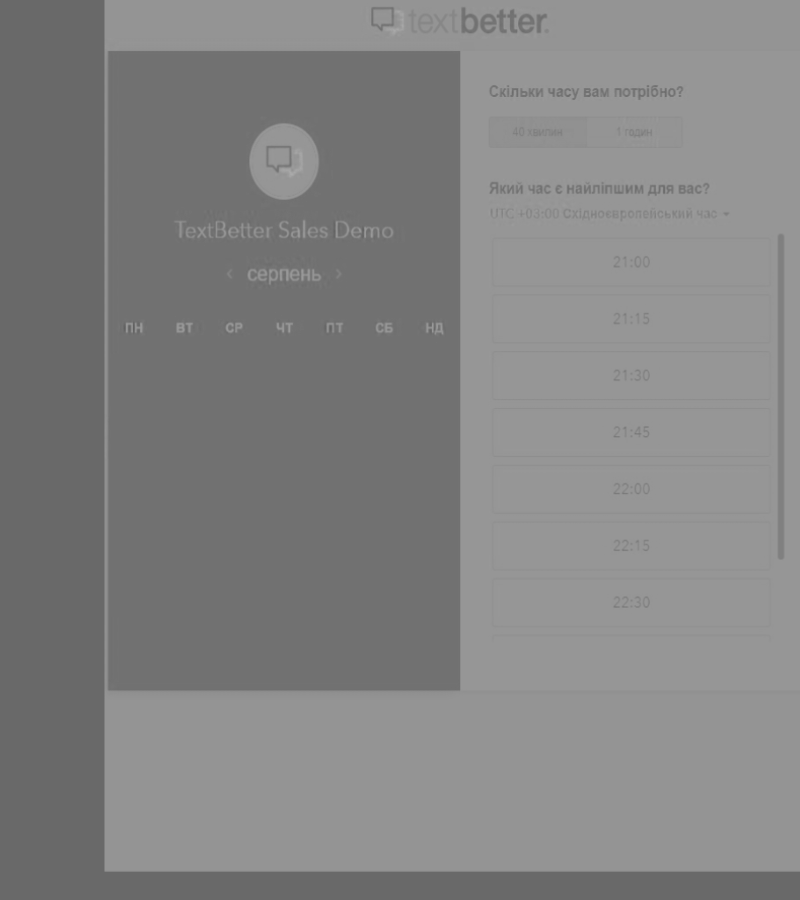 textbetter.
TextBetter Sales Demo
‹ серпень ›
ПН ВТ СР ЧТ ПТ СБ НД
Скільки часу вам потрібно?
40 хвилин 1 годин
Який час є найліпшим для вас?
UTC +03:00 Східноєвропейський час
21:00
21:15
21:30
21:45
22:00
22:15
22:30